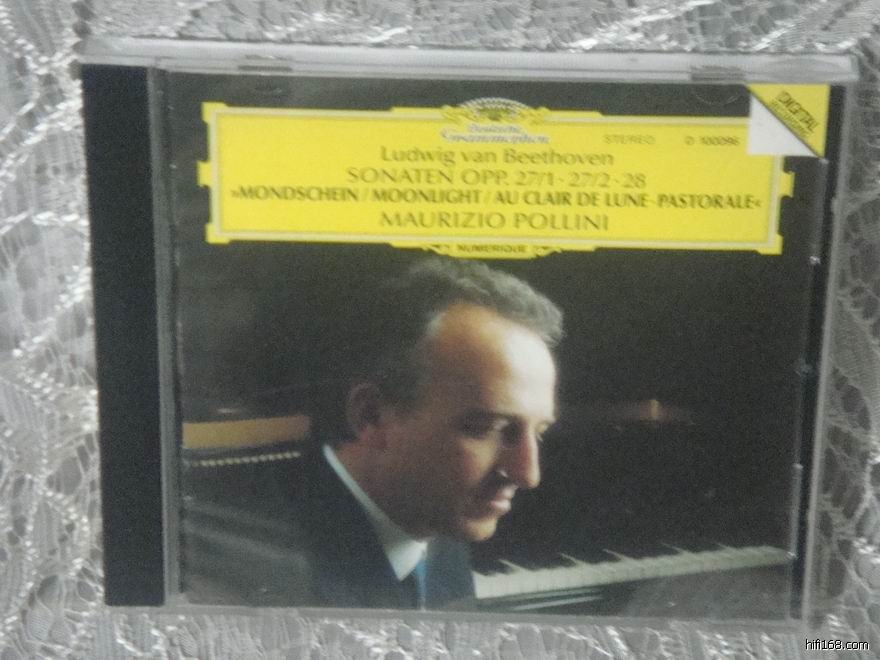 DIGITAL
Deutsche
Grammophon
STEREO D 100096
Ludwig van Beethoven
SONATEN OPP. 27/1 · 27/2 · 28
»MONDSCHEIN / MOONLIGHT / AU CLAIR DE LUNE–PASTORALE«
MAURIZIO POLLINI
NUMERIQUE
hifi168.com